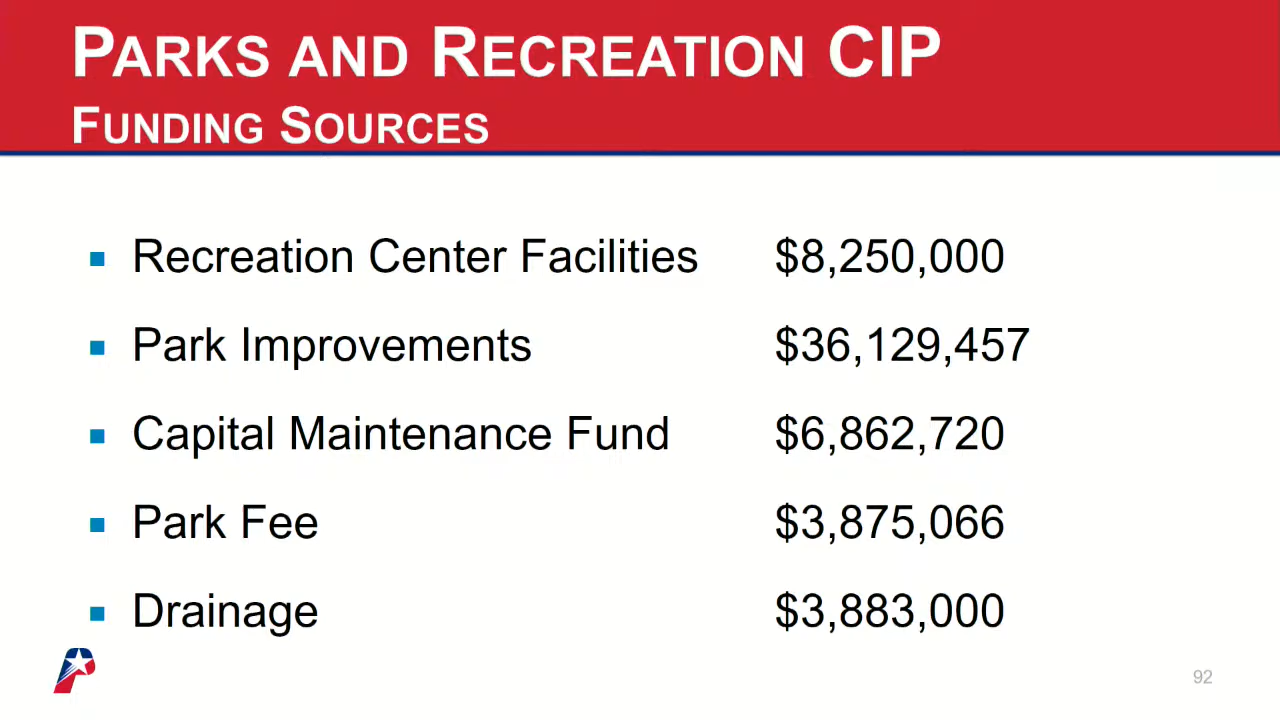 PARKS AND RECREATION CIP
FUNDING SOURCES
Recreation Center Facilities $8,250,000
Park Improvements $36,129,457
Capital Maintenance Fund $6,862,720
Park Fee $3,875,066
Drainage $3,883,000
92